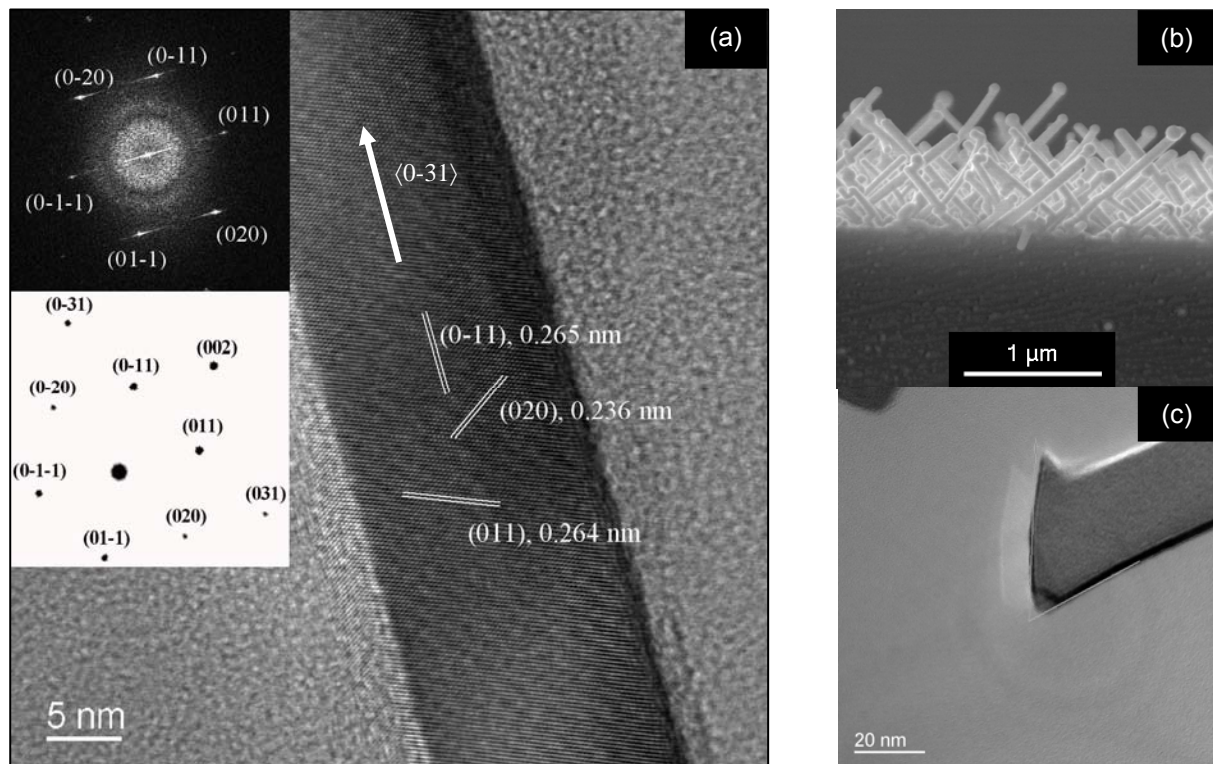 (a)
(0-11)
(0-20)
(011)
(0-1-1)
(020)
(01-1)
⟨0-31⟩
(0-31)
(002)
(0-11)
(0-20)
(011)
(0-1-1)
(031)
(020)
(01-1)
(0-11), 0.265 nm
(020), 0.236 nm
(011), 0.264 nm
5 nm
(b)
1 µm
(c)
20 nm